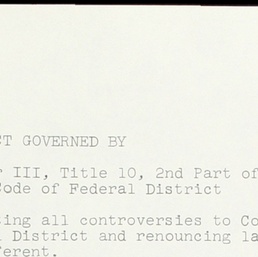 CT GOVERNED BY
r III, Title 10, 2nd Part of
Code of Federal District
ing all controversies to Co
l District and renouncing la
ferent.